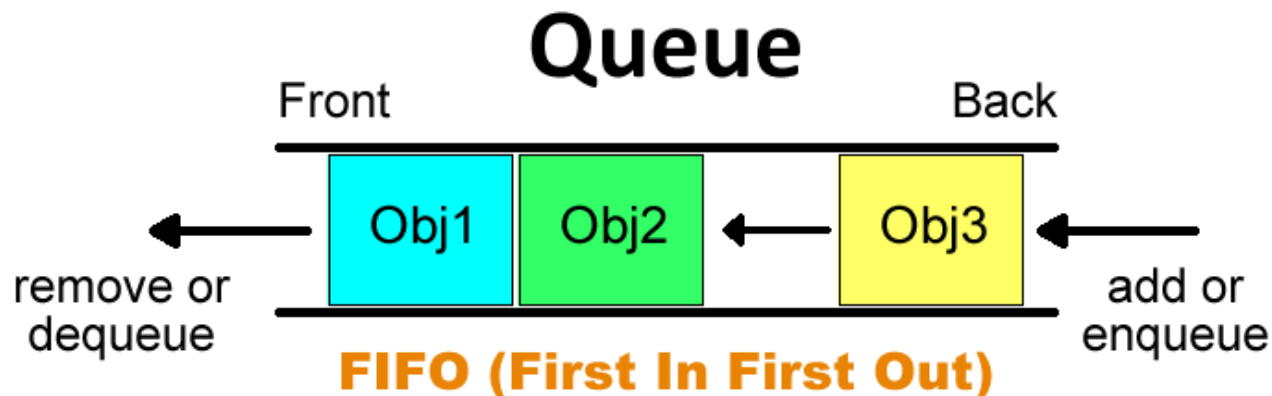 Queue
Front
Back
Obj1
Obj2
Obj3
remove or
dequeue
add or
enqueue
FIFO (First In First Out)